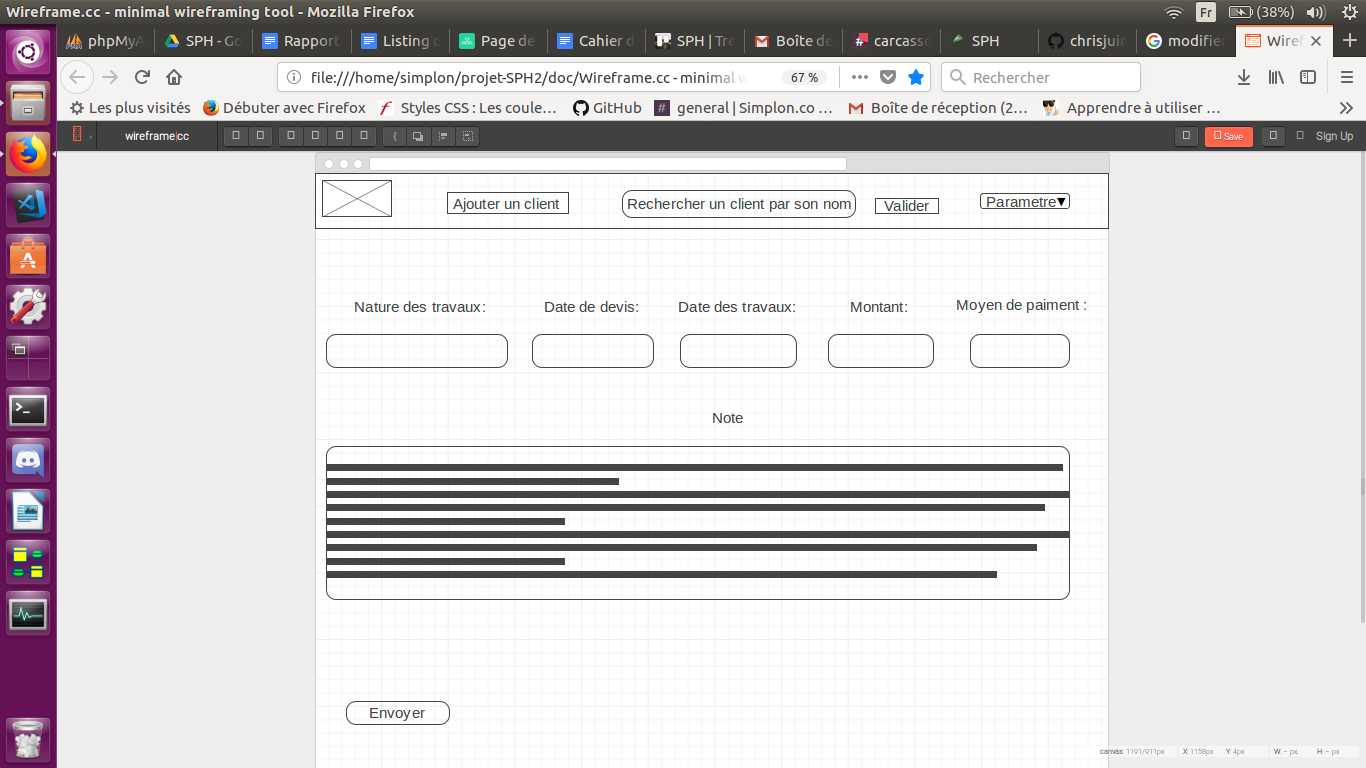 Wireframe.cc - minimal wireframing tool - Mozilla Firefox
Fr (38%)
phpMyA
SPH - Go
Rapport
Listing c
Page de
Cahier d
SPH | Tre
Boîte de
carcasso
SPH
chrisjuin
modifier
Wiref
file:///home/simplon/projet-SPH2/doc/Wireframe.cc - minimal w
67 %
Rechercher
Les plus visités
Débuter avec Firefox
Styles CSS : Les coule…
GitHub
general | Simplon.co …
Boîte de réception (2…
Apprendre à utiliser …
wireframe|cc
Save
Sign Up
Ajouter un client
Rechercher un client par son nom
Valider
Parametre▾
Nature des travaux:
Date de devis:
Date des travaux:
Montant:
Moyen de paiment :
Note
Envoyer
canvas 1191/911px X 1158px Y 4px W – px, H: – px